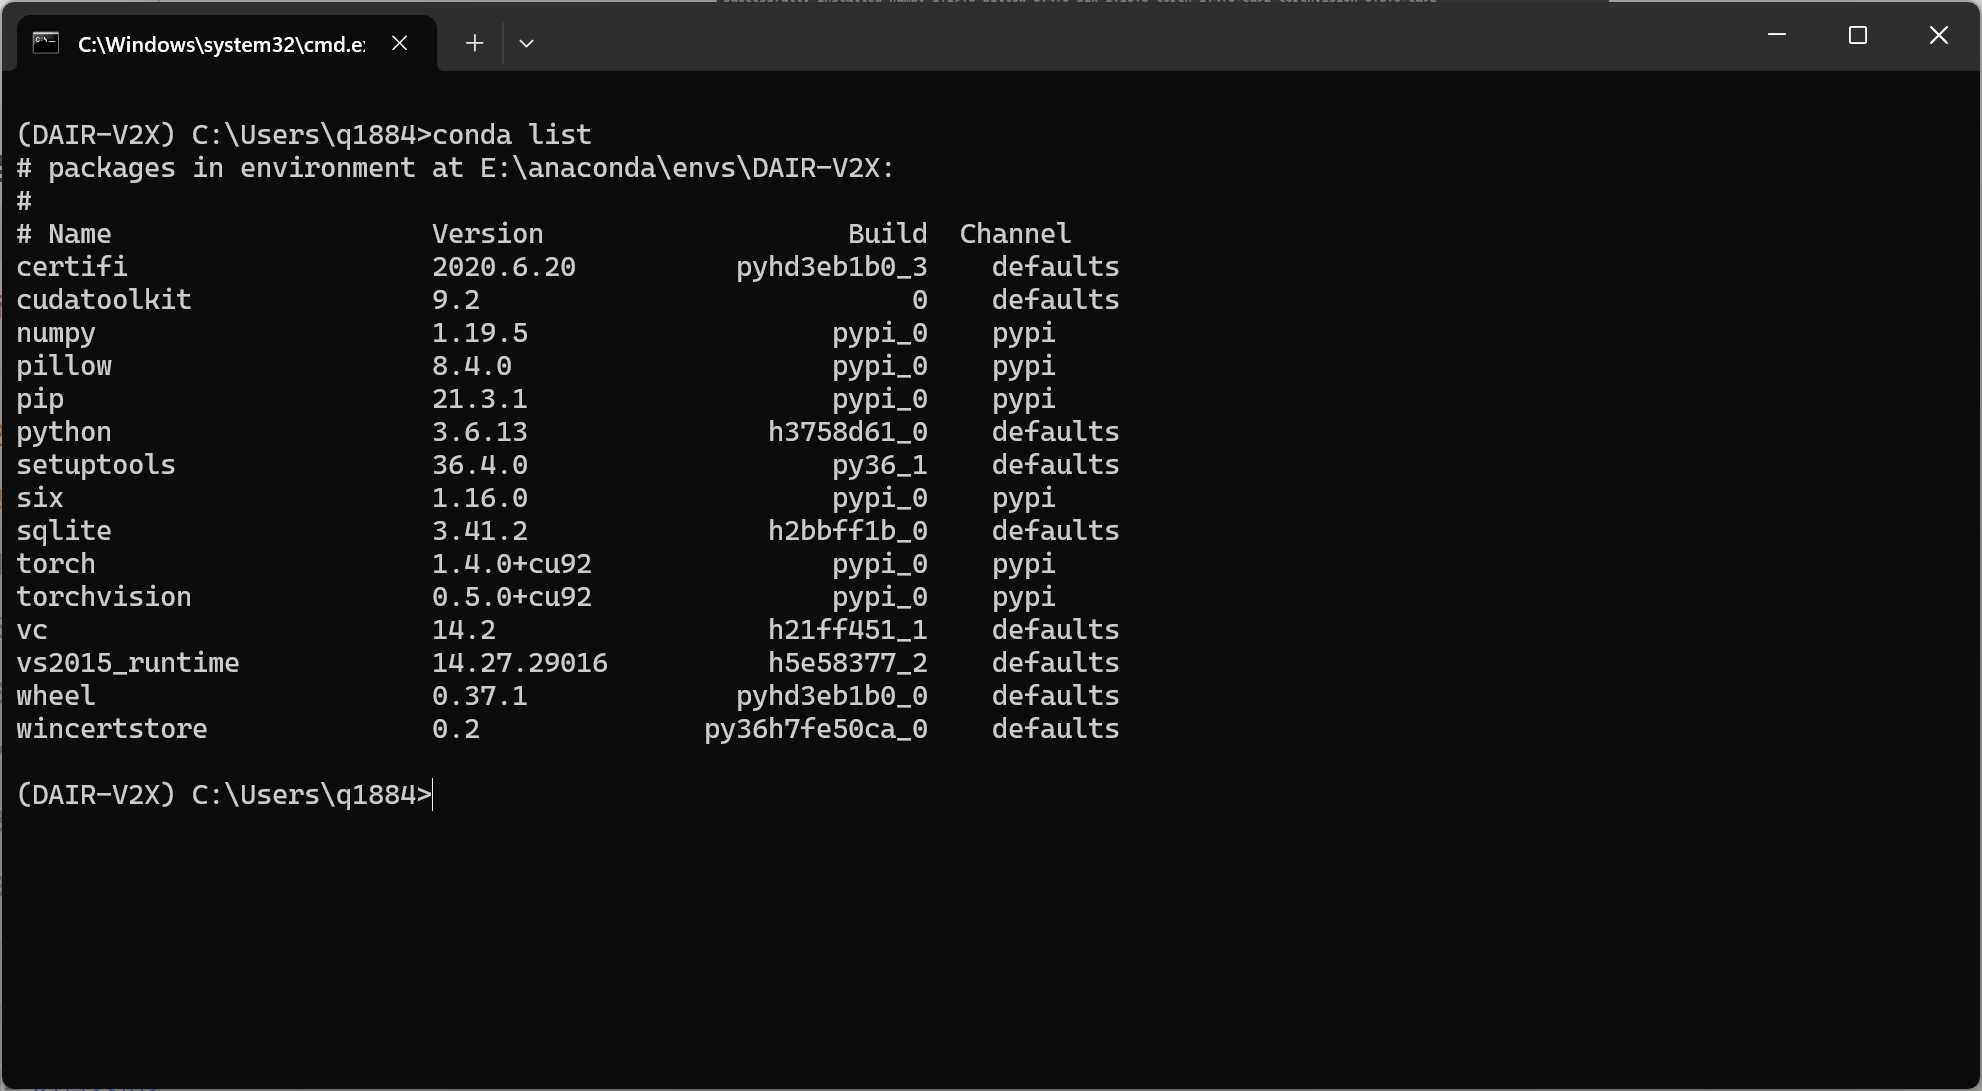 C:\Windows\system32\cmd.e
(DAIR-V2X) C:\Users\q1884>conda list
# packages in environment at E:\anaconda\envs\DAIR-V2X:
#
# Name                    Version                   Build  Channel
certifi                   2020.6.20          pyhd3eb1b0_3    defaults
cudatoolkit               9.2                           0    defaults
numpy                     1.19.5                   pypi_0    pypi
pillow                    8.4.0                    pypi_0    pypi
pip                       21.3.1                   pypi_0    pypi
python                    3.6.13               h3758d61_0    defaults
setuptools                36.4.0                   py36_1    defaults
six                       1.16.0                   pypi_0    pypi
sqlite                    3.41.2               h2bbff1b_0    defaults
torch                     1.4.0+cu92               pypi_0    pypi
torchvision               0.5.0+cu92               pypi_0    pypi
vc                        14.2                 h21ff451_1    defaults
vs2015_runtime            14.27.29016          h5e58377_2    defaults
wheel                     0.37.1             pyhd3eb1b0_0    defaults
wincertstore              0.2              py36h7fe50ca_0    defaults
(DAIR-V2X) C:\Users\q1884>